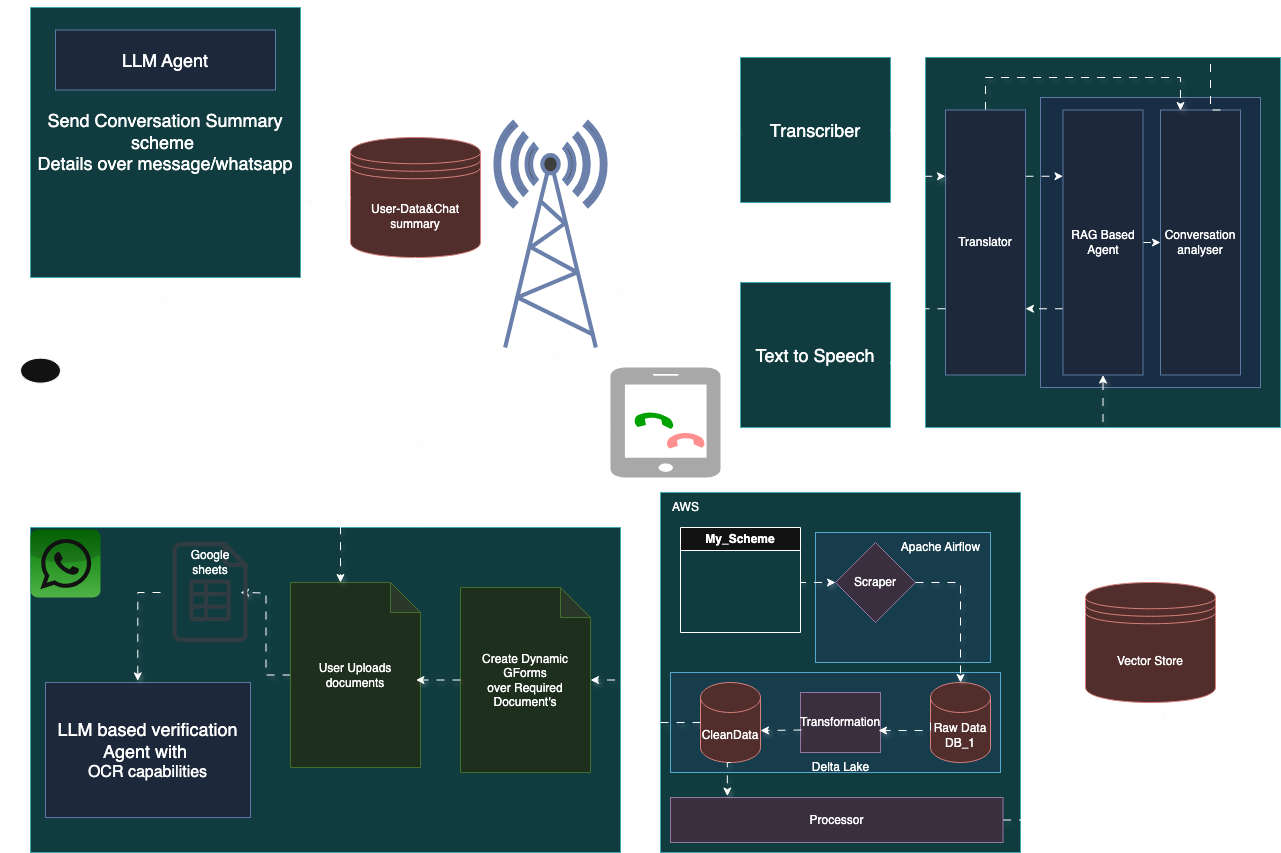 LLM Agent
Send Conversation Summary
scheme
Details over message/whatsapp
User-Data&Chat
summary
Transcriber
Text to Speech
Translator
RAG Based
Agent
Conversation
analyser
Google
sheets
User Uploads
documents
Create Dynamic
GForms
over Required
Document's
LLM based verification
Agent with
OCR capabilities
AWS
My_Scheme
Apache Airflow
Scraper
CleanData
Transformation
Raw Data
DB_1
Delta Lake
Processor
Vector Store